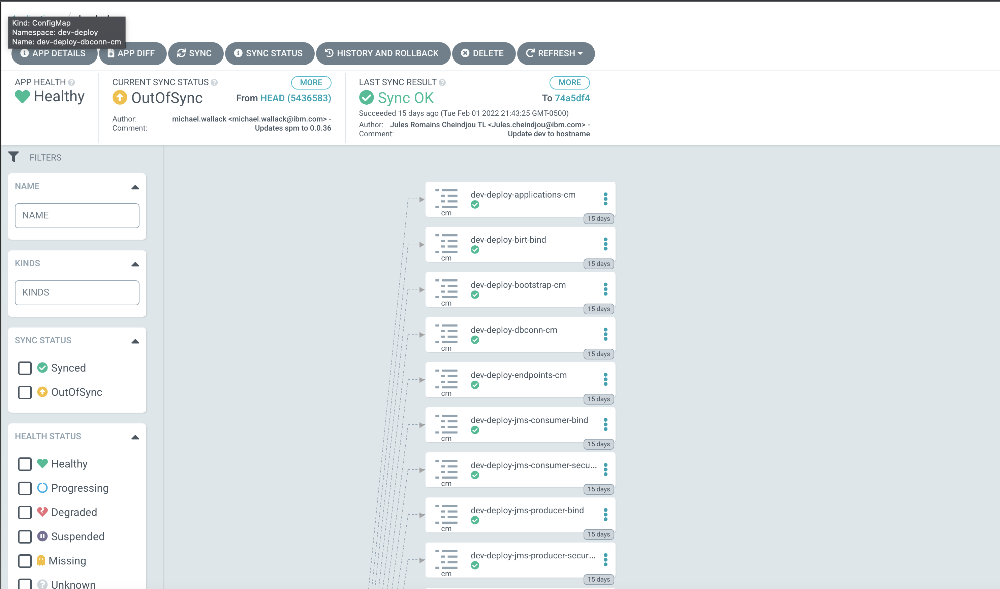 Kind: ConfigMap
Namespace: dev-deploy
Name: dev-deploy-dbconn-cm
APP DETAILS
APP DIFF
SYNC
SYNC STATUS
HISTORY AND ROLLBACK
DELETE
REFRESH
APP HEALTH
Healthy
CURRENT SYNC STATUS
MORE
OutOfSync
From HEAD (5436583)
Author: michael.wallack <michael.wallack@ibm.com> -
Comment: Updates spm to 0.0.36
LAST SYNC RESULT
MORE
Sync OK
To 74a5df4
Succeeded 15 days ago (Tue Feb 01 2022 21:43:25 GMT-0500)
Author: Jules Romains Cheindjou TL <Jules.cheindjou@ibm.com> -
Comment: Update dev to hostname
FILTERS
NAME
NAME
KINDS
KINDS
SYNC STATUS
Synced
OutOfSync
HEALTH STATUS
Healthy
Progressing
Degraded
Suspended
Missing
Unknown
dev-deploy-applications-cm
cm
15 days
dev-deploy-birt-bind
cm
15 days
dev-deploy-bootstrap-cm
cm
15 days
dev-deploy-dbconn-cm
cm
15 days
dev-deploy-endpoints-cm
cm
15 days
dev-deploy-jms-consumer-bind
cm
15 days
dev-deploy-jms-consumer-secu...
cm
15 days
dev-deploy-jms-producer-bind
cm
15 days
dev-deploy-jms-producer-secur...
cm
15 days